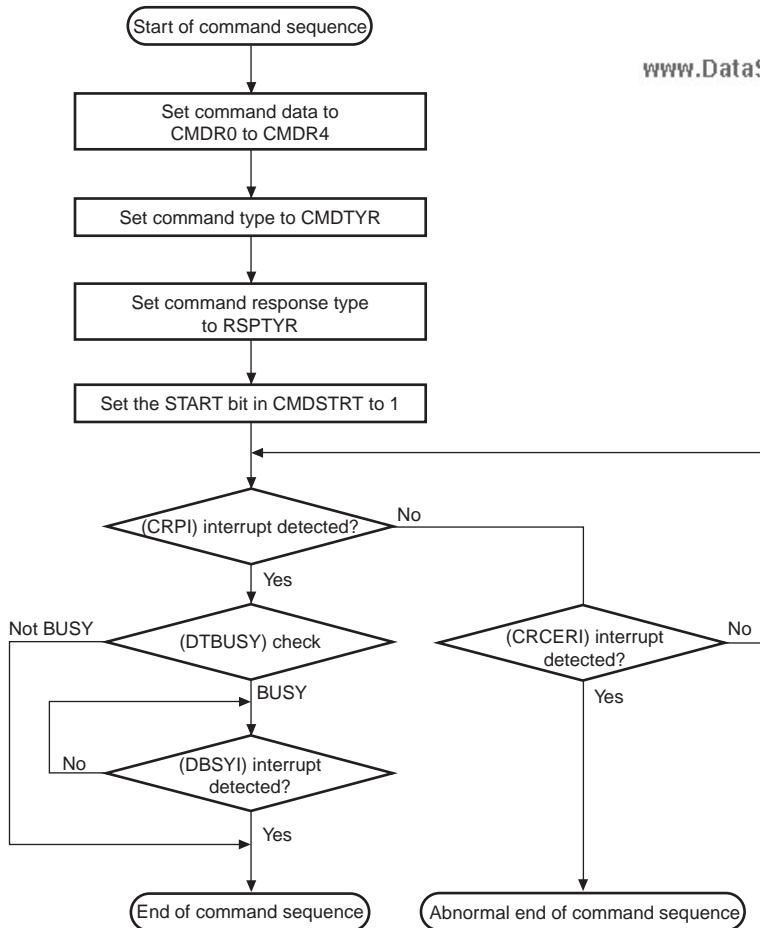 Start of command sequence
www.DataS
Set command data to
CMDR0 to CMDR4
Set command type to CMDTYR
Set command response type
to RSPTYR
Set the START bit in CMDSTRT to 1
(CRPI) interrupt detected?
No
Yes
Not BUSY
(DTBUSY) check
(CRCERI) interrupt
detected?
No
BUSY
Yes
No
(DBSYI) interrupt
detected?
Yes
End of command sequence
Abnormal end of command sequence